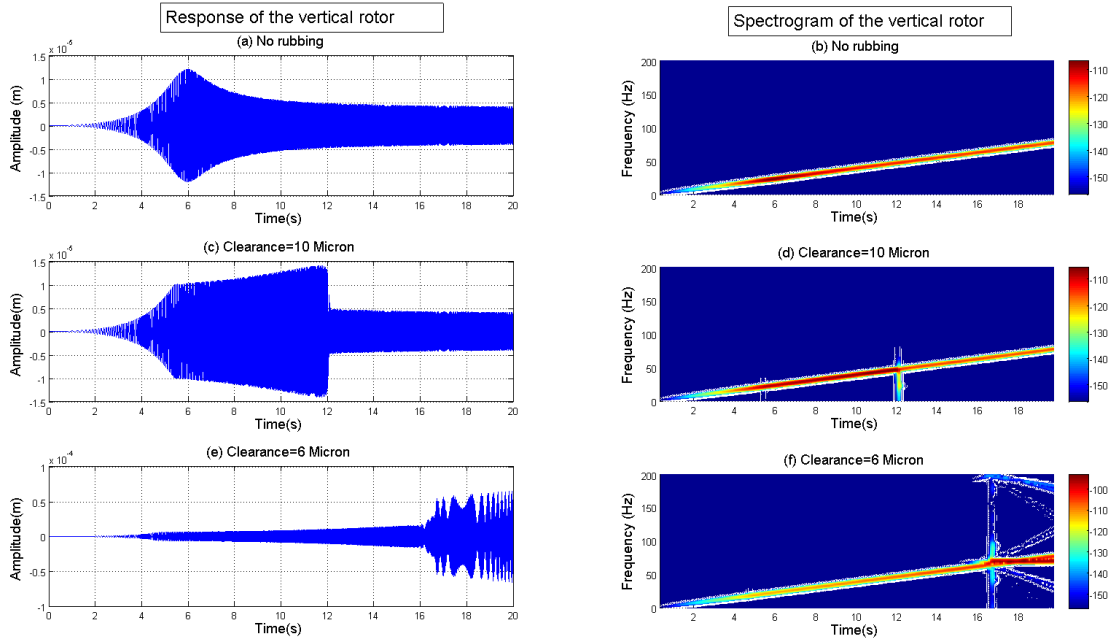 Response of the vertical rotor
Spectrogram of the vertical rotor
(a) No rubbing
x 10^-5
Amplitude (m)
1.5
1
0.5
0
-0.5
-1
-1.5
0 2 4 6 8 10 12 14 16 18 20
Time(s)
(b) No rubbing
Frequency (Hz)
200
150
100
50
0
2 4 6 8 10 12 14 16 18
Time(s)
-100
-110
-120
-130
-140
-150
(c) Clearance=10 Micron
x 10^-5
Amplitude(m)
1.5
1
0.5
0
-0.5
-1
-1.5
0 2 4 6 8 10 12 14 16 18 20
Time(s)
(d) Clearance=10 Micron
Frequency (Hz)
200
150
100
50
0
2 4 6 8 10 12 14 16 18
Time(s)
-110
-120
-130
-140
-150
(e) Clearance=6 Micron
x 10^-4
Amplitude(m)
1
0.5
0
-0.5
-1
0 2 4 6 8 10 12 14 16 18 20
Time(s)
(f) Clearance=6 Micron
Frequency (Hz)
200
150
100
50
0
2 4 6 8 10 12 14 16 18
Time(s)
-100
-110
-120
-130
-140
-150